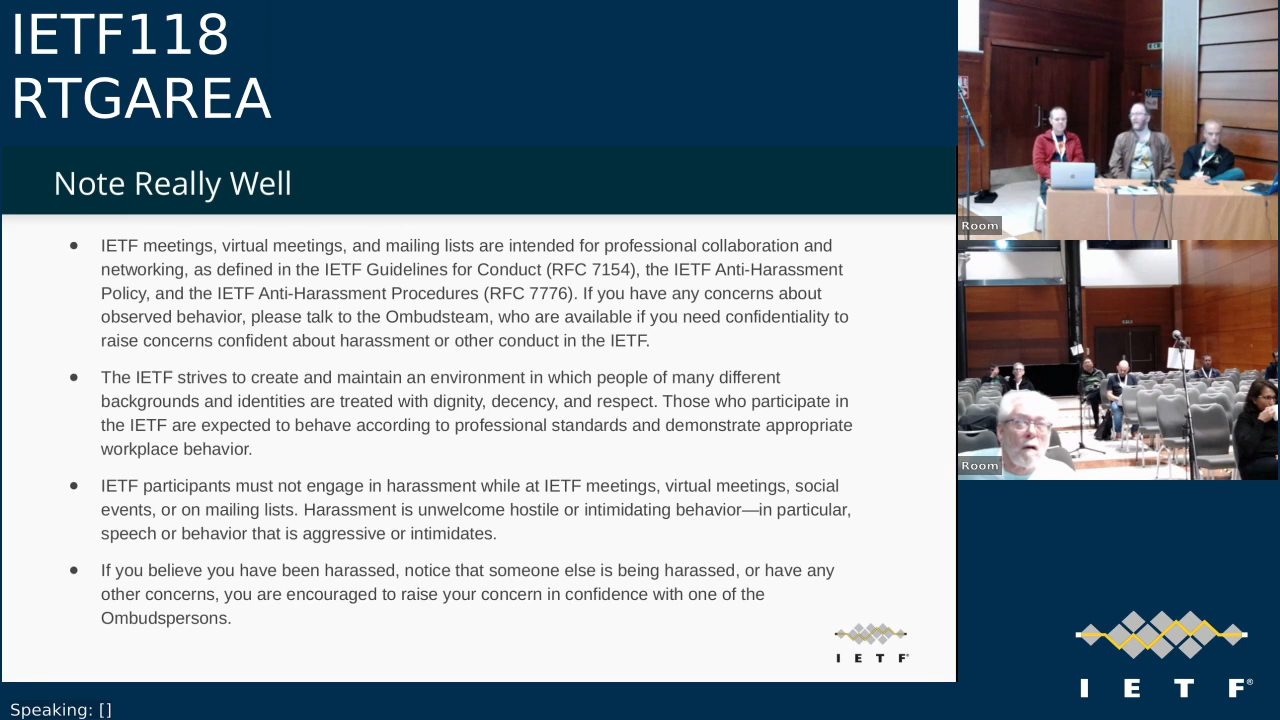 IETF118
RTGAREA
Note Really Well
● IETF meetings, virtual meetings, and mailing lists are intended for professional collaboration and
networking, as defined in the IETF Guidelines for Conduct (RFC 7154), the IETF Anti-Harassment
Policy, and the IETF Anti-Harassment Procedures (RFC 7776). If you have any concerns about
observed behavior, please talk to the Ombudsteam, who are available if you need confidentiality to
raise concerns confident about harassment or other conduct in the IETF.
● The IETF strives to create and maintain an environment in which people of many different
backgrounds and identities are treated with dignity, decency, and respect. Those who participate in
the IETF are expected to behave according to professional standards and demonstrate appropriate
workplace behavior.
● IETF participants must not engage in harassment while at IETF meetings, virtual meetings, social
events, or on mailing lists. Harassment is unwelcome hostile or intimidating behavior—in particular,
speech or behavior that is aggressive or intimidates.
● If you believe you have been harassed, notice that someone else is being harassed, or have any
other concerns, you are encouraged to raise your concern in confidence with one of the
Ombudspersons.
I E T F®
Room
Room
I E T F®
Speaking: []